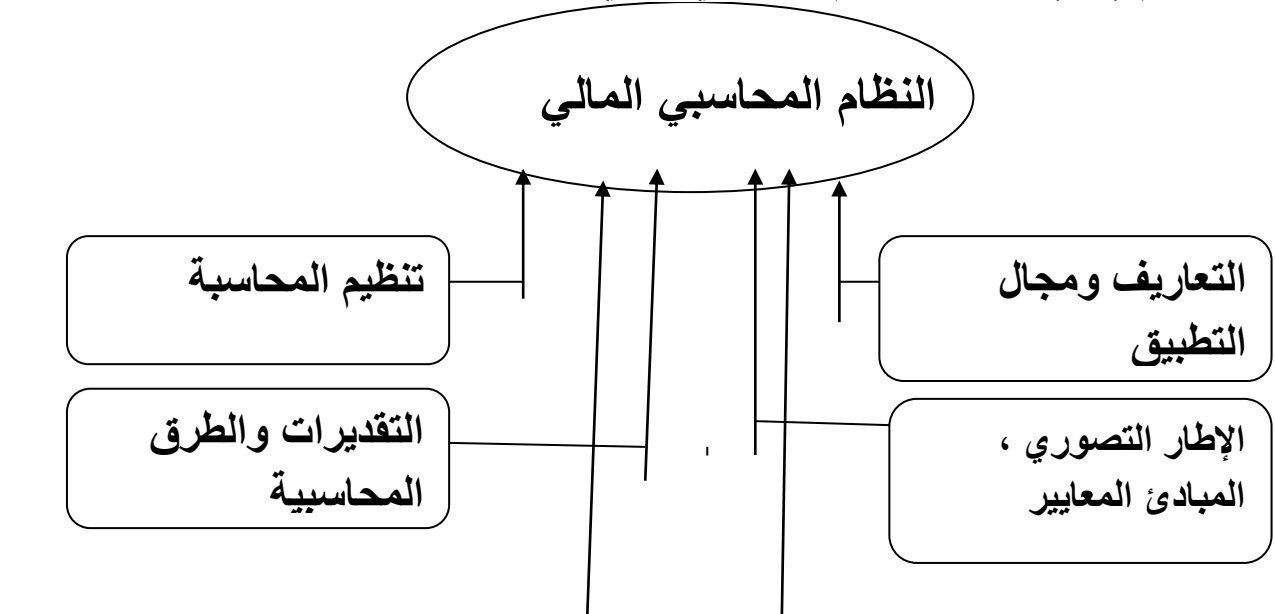 النظام المحاسبي المالي
التعاريف ومجال
التطبيق
تنظيم المحاسبة
الإطار التصوري ،
المبادئ المعايير
التقديرات والطرق
المحاسبية